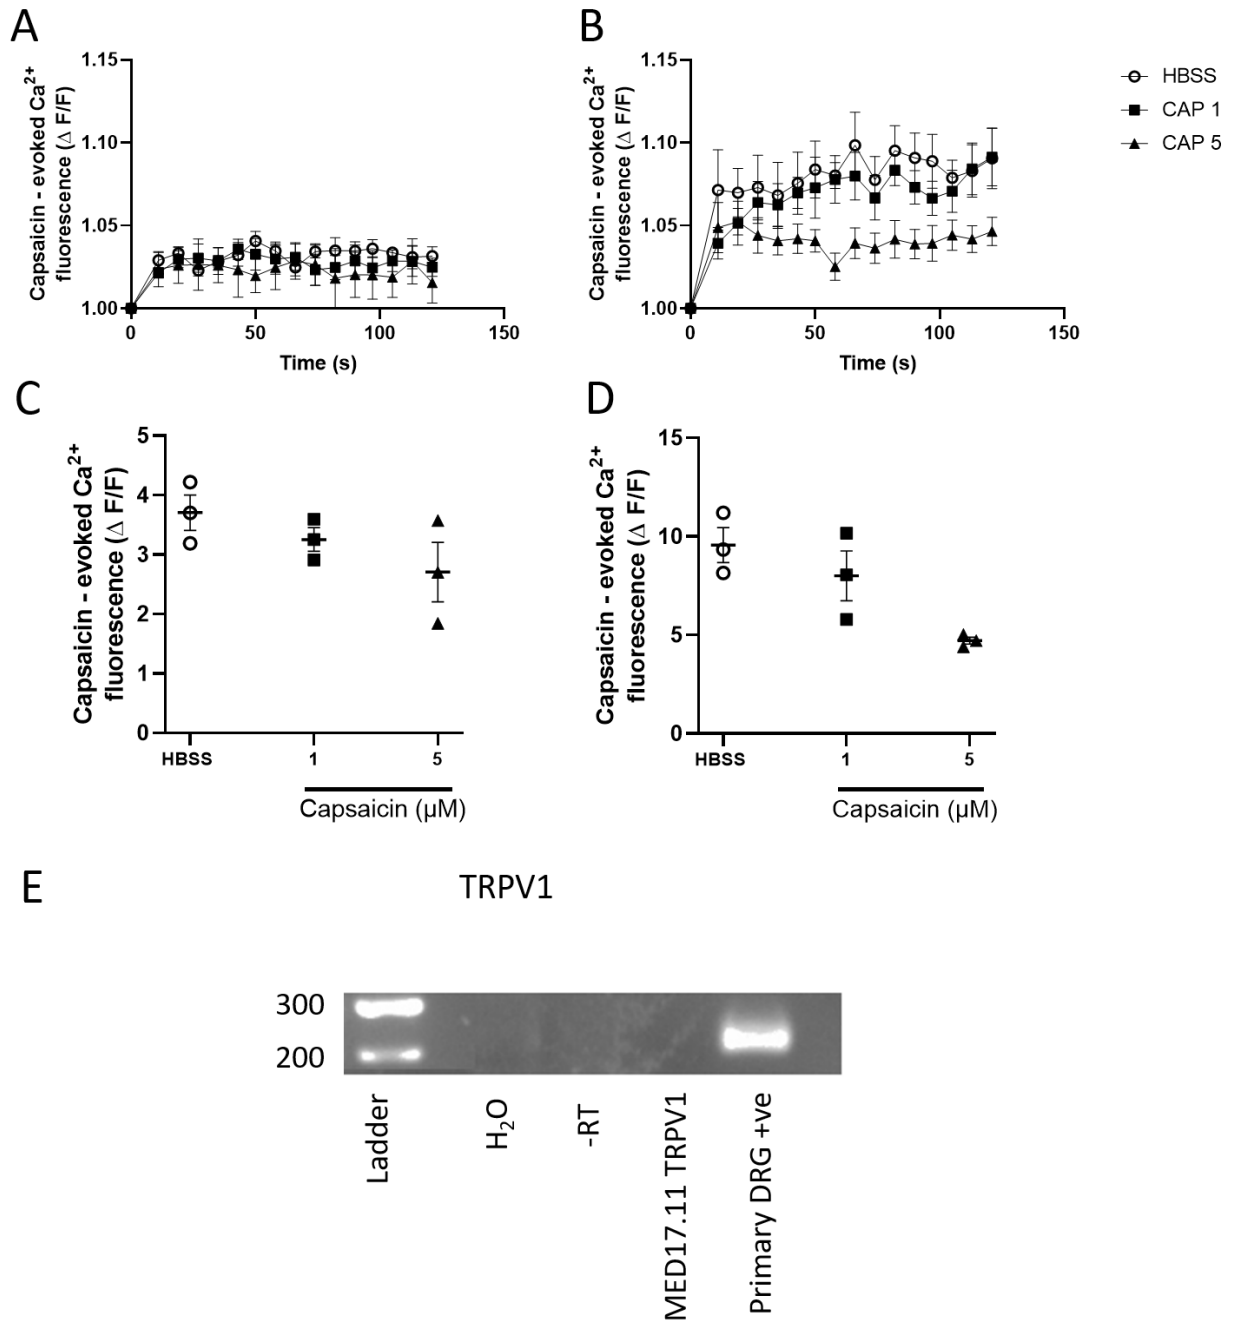 A
Capsaicin - evoked Ca2+
fluorescence (Δ F/F)
1.15
1.10
1.05
1.00
0
50
100
150
Time (s)
B
Capsaicin - evoked Ca2+
fluorescence (Δ F/F)
1.15
1.10
1.05
1.00
0
50
100
150
Time (s)
HBSS
CAP 1
CAP 5
C
Capsaicin - evoked Ca2+
fluorescence (Δ F/F)
5
4
3
2
1
0
HBSS
1
5
Capsaicin (µM)
D
Capsaicin - evoked Ca2+
fluorescence (Δ F/F)
15
10
5
0
HBSS
1
5
Capsaicin (µM)
E
TRPV1
300
200
Ladder
H2O
-RT
MED17.11 TRPV1
Primary DRG +ve